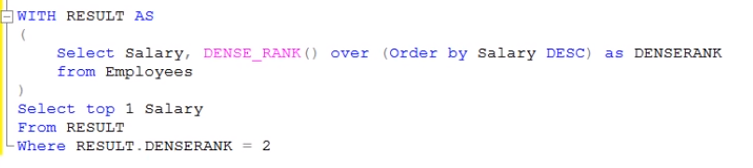 WITH RESULT AS
(
Select Salary, DENSE_RANK() over (Order by Salary DESC) as DENSERANK
from Employees
)
Select top 1 Salary
From RESULT
Where RESULT.DENSERANK = 2